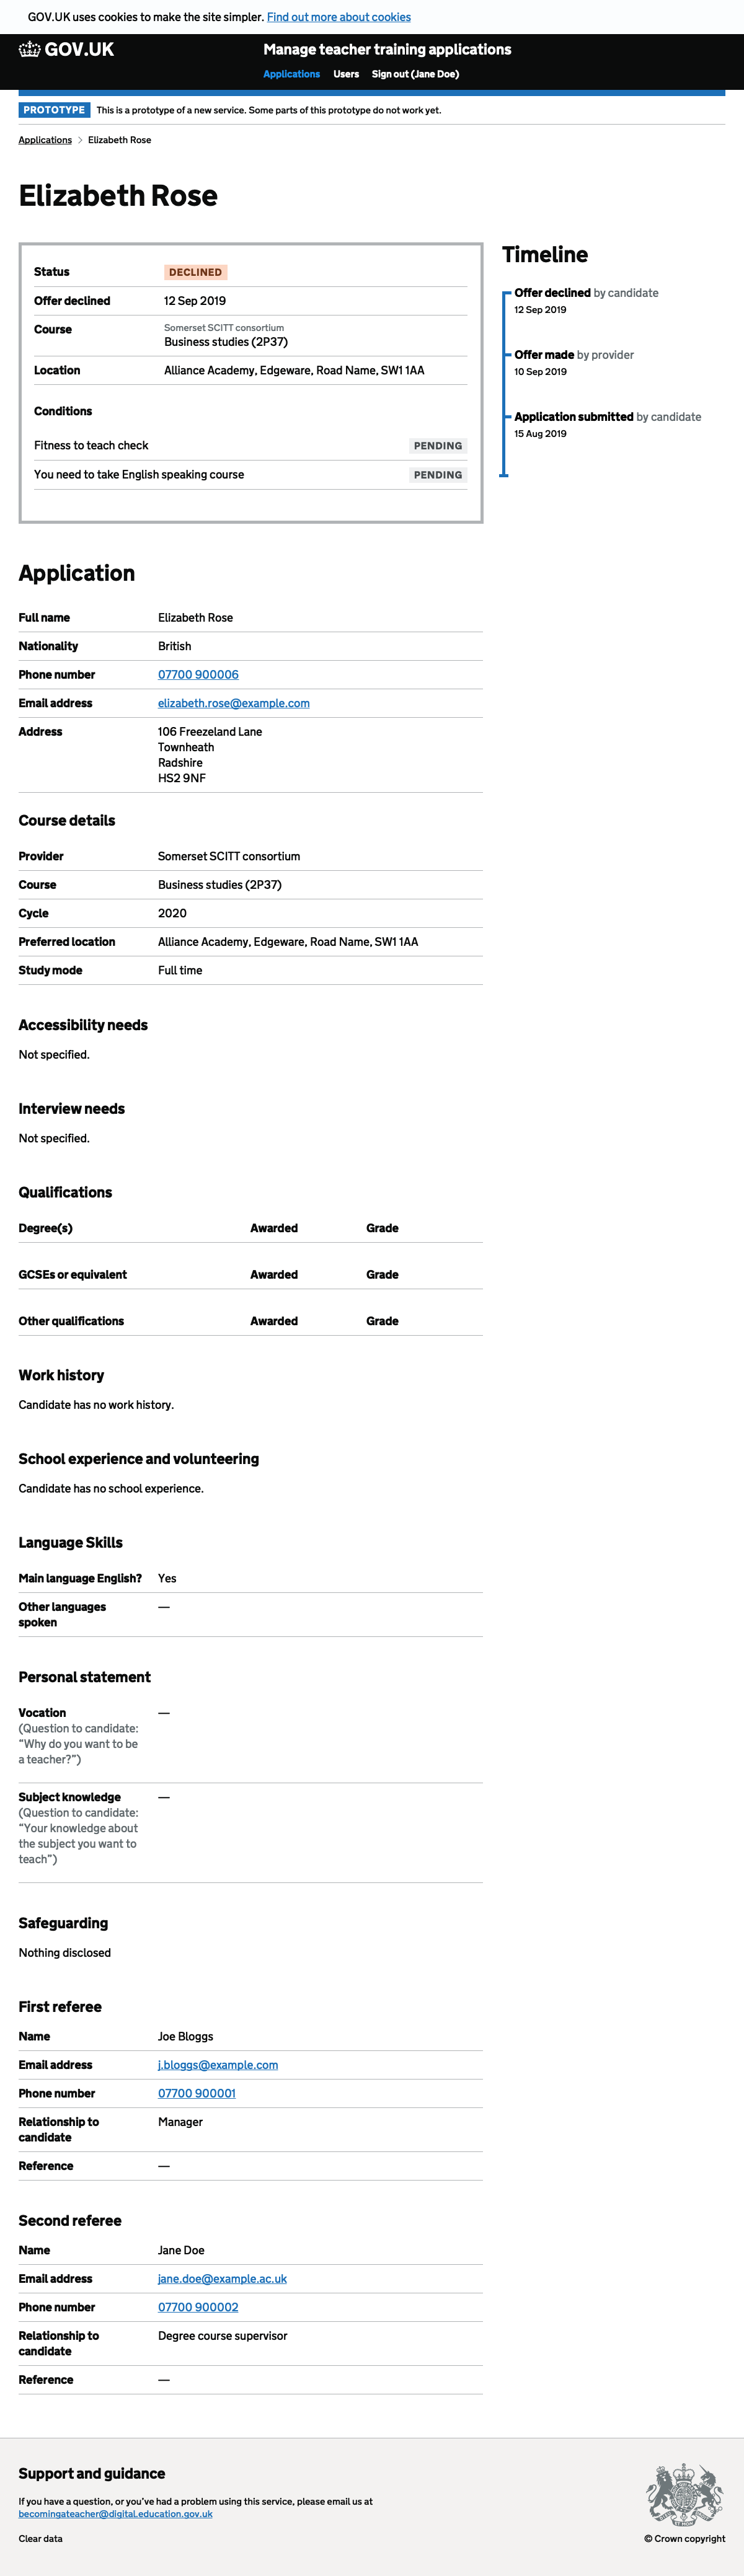 GOV.UK uses cookies to make the site simpler. Find out more about cookies
GOV.UK
Manage teacher training applications
Applications Users Sign out (Jane Doe)
PROTOTYPE This is a prototype of a new service. Some parts of this prototype do not work yet.
Applications > Elizabeth Rose
Elizabeth Rose
Status DECLINED
Offer declined 12 Sep 2019
Course Somerset SCITT consortium
Business studies (2P37)
Location Alliance Academy, Edgeware, Road Name, SW1 1AA
Conditions
Fitness to teach check PENDING
You need to take English speaking course PENDING
Timeline
Offer declined by candidate
12 Sep 2019
Offer made by provider
10 Sep 2019
Application submitted by candidate
15 Aug 2019
Application
Full name Elizabeth Rose
Nationality British
Phone number 07700 900006
Email address elizabeth.rose@example.com
Address 106 Freezeland Lane
Townheath
Radshire
HS2 9NF
Course details
Provider Somerset SCITT consortium
Course Business studies (2P37)
Cycle 2020
Preferred location Alliance Academy, Edgeware, Road Name, SW1 1AA
Study mode Full time
Accessibility needs
Not specified.
Interview needs
Not specified.
Qualifications
Degree(s) Awarded Grade
GCSEs or equivalent Awarded Grade
Other qualifications Awarded Grade
Work history
Candidate has no work history.
School experience and volunteering
Candidate has no school experience.
Language Skills
Main language English? Yes
Other languages —
spoken
Personal statement
Vocation —
(Question to candidate:
“Why do you want to be
a teacher?”)
Subject knowledge —
(Question to candidate:
“Your knowledge about
the subject you want to
teach”)
Safeguarding
Nothing disclosed
First referee
Name Joe Bloggs
Email address j.bloggs@example.com
Phone number 07700 900001
Relationship to Manager
candidate
Reference —
Second referee
Name Jane Doe
Email address jane.doe@example.ac.uk
Phone number 07700 900002
Relationship to Degree course supervisor
candidate
Reference —
Support and guidance
If you have a question, or you’ve had a problem using this service, please email us at
becomingateacher@digital.education.gov.uk
Clear data
© Crown copyright